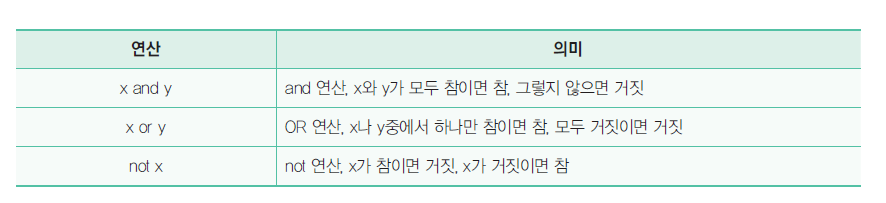 연산 의미
x and y and 연산, x와 y가 모두 참이면 참, 그렇지 않으면 거짓
x or y OR 연산, x나 y중에서 하나만 참이면 참, 모두 거짓이면 거짓
not x not 연산, x가 참이면 거짓, x가 거짓이면 참